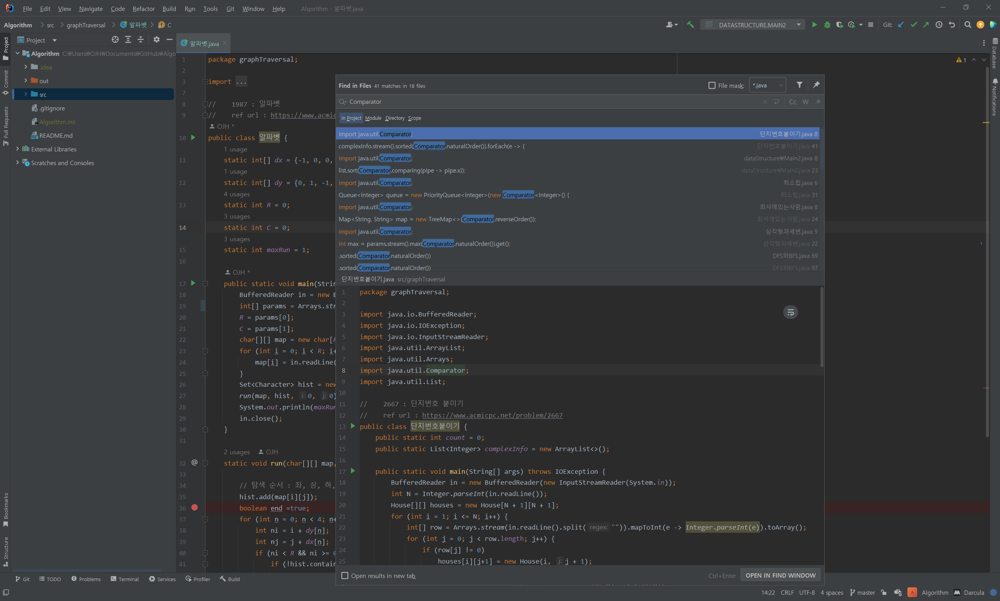 File Edit View Navigate Code Refactor Build Run Tools Git Window Help Algorithm - 알파벳.java
Algorithm src graphTraversal 알파벳 C
DATASTRUCTURE.MAIN2 Git:
Project
알파벳.java
Project
Commit
Pull Requests
Bookmarks
Structure
Database
Notifications
Algorithm C:₩Users₩OJH₩Documents₩GitHub₩Algo
.idea
out
src
.gitignore
Algorithm.iml
README.md
External Libraries
Scratches and Consoles
1 package graphTraversal;
2
3 import ...
7
8 // 1987 : 알파벳
9 // ref url : https://www.acmic
OJH *
10 public class 알파벳 {
1 usage
11 static int[] dx = {-1, 0, 0,
1 usage
12 static int[] dy = {0, 1, -1,
4 usages
13 static int R = 0;
3 usages
14 static int C = 0;
3 usages
15 static int maxRun = 1;
16
OJH *
17 public static void main(Strin
18 BufferedReader in = new B
19 int[] params = Arrays.str
20 R = params[0];
21 C = params[1];
22 char[][] map = new char[R
23 for (int i = 0; i < R; i+
24 map[i] = in.readLine(
25 }
26 Set<Character> hist = new
27 run(map, hist, i: 0, j: 0)
28 System.out.println(maxRun
29 in.close();
30 }
31
2 usages OJH
32 @ static void run(char[][] map,
33
34 // 탐색 순서 : 좌, 상, 하,
35 hist.add(map[i][j]);
36 boolean end =true;
37 for (int n = 0; n < 4; n+
38 int ni = i + dy[n];
39 int nj = j + dx[n];
40 if (ni < R && ni >= 0
41 if (!hist.contain
1
Find in Files 41 matches in 18 files File mask: *.java
Comparator Cc W .*
In Project Module Directory Scope
import java.util.Comparator; 단지번호붙이기.java 8
complexInfo.stream().sorted(Comparator.naturalOrder()).forEach(e -> { 단지번호붙이기.java 41
import java.util.Comparator; dataStructure₩Main2.java 8
list.sort(Comparator.comparing(pipe -> pipe.x)); dataStructure₩Main2.java 23
import java.util.Comparator; 최소힙.java 6
Queue<Integer> queue = new PriorityQueue<Integer>(new Comparator<Integer>() { 최소힙.java 31
import java.util.Comparator; 회사에있는사람.java 8
Map<String, String> map = new TreeMap<>(Comparator.reverseOrder()); 회사에있는사람.java 24
import java.util.Comparator; 삼각형과세변.java 9
int max = params.stream().max(Comparator.naturalOrder()).get(); 삼각형과세변.java 22
.sorted(Comparator.naturalOrder()) DFS와BFS.java 69
.sorted(Comparator.naturalOrder()) DFS와BFS.java 97
단지번호붙이기.java src/graphTraversal
1 package graphTraversal;
2
3 import java.io.BufferedReader;
4 import java.io.IOException;
5 import java.io.InputStreamReader;
6 import java.util.ArrayList;
7 import java.util.Arrays;
8 import java.util.Comparator;
9 import java.util.List;
10
11 // 2667 : 단지번호 붙이기
12 // ref url : https://www.acmicpc.net/problem/2667
13 public class 단지번호붙이기 {
14 public static int count = 0;
15 public static List<Integer> complexInfo = new ArrayList<>();
16
17 public static void main(String[] args) throws IOException {
18 BufferedReader in = new BufferedReader(new InputStreamReader(System.in));
19 int N = Integer.parseInt(in.readLine());
20 House[][] houses = new House[N + 1][N + 1];
21 for (int i = 1; i <= N; i++) {
22 int[] row = Arrays.stream(in.readLine().split( regex: "")).mapToInt(e -> Integer.parseInt(e)).toArray();
23 for (int j = 0; j < row.length; j++) {
24 if (row[j] != 0)
25 houses[i][j+1] = new House(i, j: j + 1);
Open results in new tab Ctrl+Enter OPEN IN FIND WINDOW
Git TODO Problems Terminal Services Profiler Build
14:22 CRLF UTF-8 4 spaces master A Algorithm Darcula